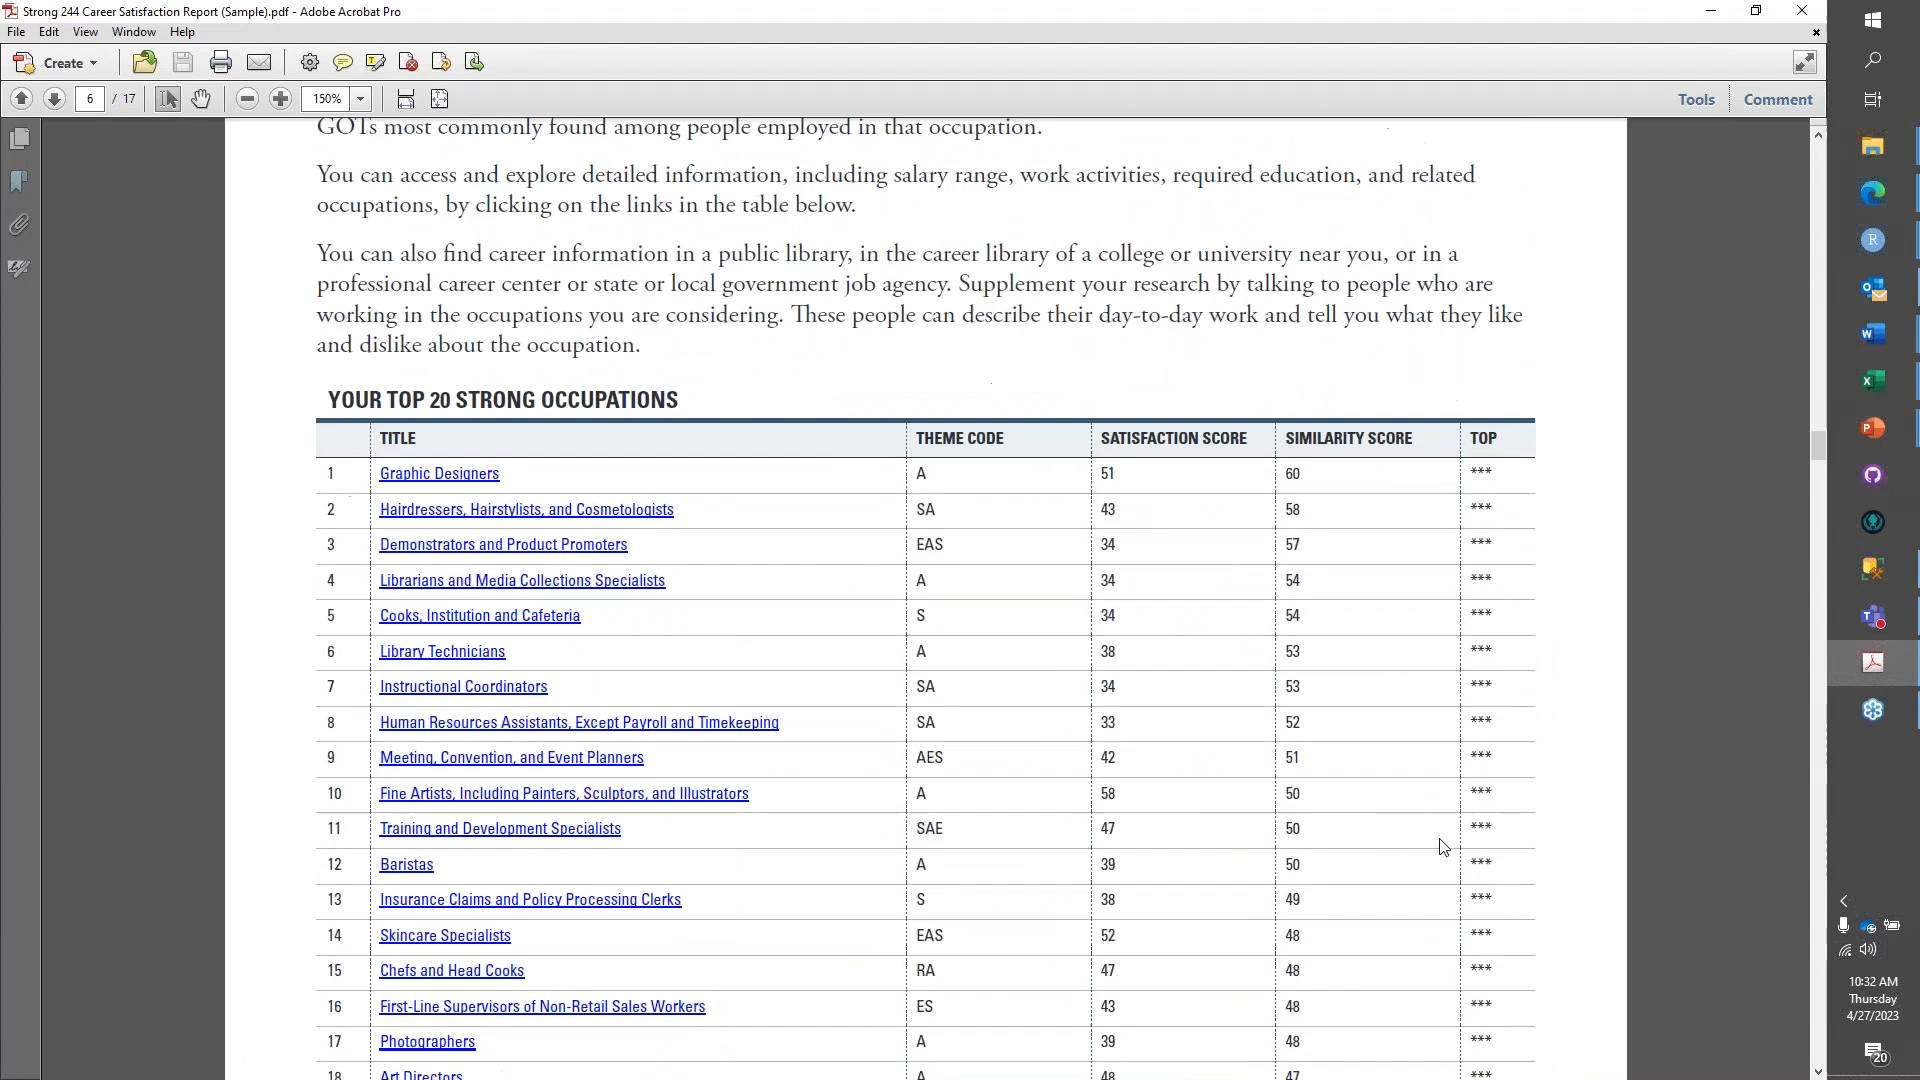 Strong 244 Career Satisfaction Report (Sample).pdf - Adobe Acrobat Pro
File Edit View Window Help
Create
6 / 17 150% Tools Comment
GOTs most commonly found among people employed in that occupation.
You can access and explore detailed information, including salary range, work activities, required education, and related
occupations, by clicking on the links in the table below.
You can also find career information in a public library, in the career library of a college or university near you, or in a
professional career center or state or local government job agency. Supplement your research by talking to people who are
working in the occupations you are considering. These people can describe their day-to-day work and tell you what they like
and dislike about the occupation.
YOUR TOP 20 STRONG OCCUPATIONS
TITLE THEME CODE SATISFACTION SCORE SIMILARITY SCORE TOP
1 Graphic Designers A 51 60 ***
2 Hairdressers, Hairstylists, and Cosmetologists SA 43 58 ***
3 Demonstrators and Product Promoters EAS 34 57 ***
4 Librarians and Media Collections Specialists A 34 54 ***
5 Cooks, Institution and Cafeteria S 34 54 ***
6 Library Technicians A 38 53 ***
7 Instructional Coordinators SA 34 53 ***
8 Human Resources Assistants, Except Payroll and Timekeeping SA 33 52 ***
9 Meeting, Convention, and Event Planners AES 42 51 ***
10 Fine Artists, Including Painters, Sculptors, and Illustrators A 58 50 ***
11 Training and Development Specialists SAE 47 50 ***
12 Baristas A 39 50 ***
13 Insurance Claims and Policy Processing Clerks S 38 49 ***
14 Skincare Specialists EAS 52 48 ***
15 Chefs and Head Cooks RA 47 48 ***
16 First-Line Supervisors of Non-Retail Sales Workers ES 43 48 ***
17 Photographers A 39 48 ***
18 Art Directors A 48 47 ***
10:32 AM
Thursday
4/27/2023
20